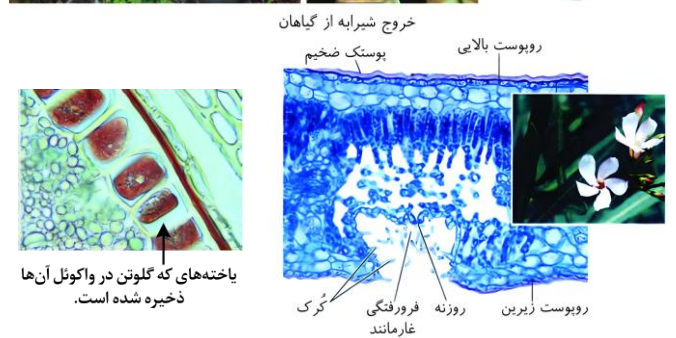 خروج شیرابه از گیاهان
روپوست بالایی
پوستک ضخیم
یاخته‌های که گلوتن در واکوئل آن‌ها
ذخیره شده است.
روپوست زیرین
روزنه
فرورفتگی
غارمانند
کُرک